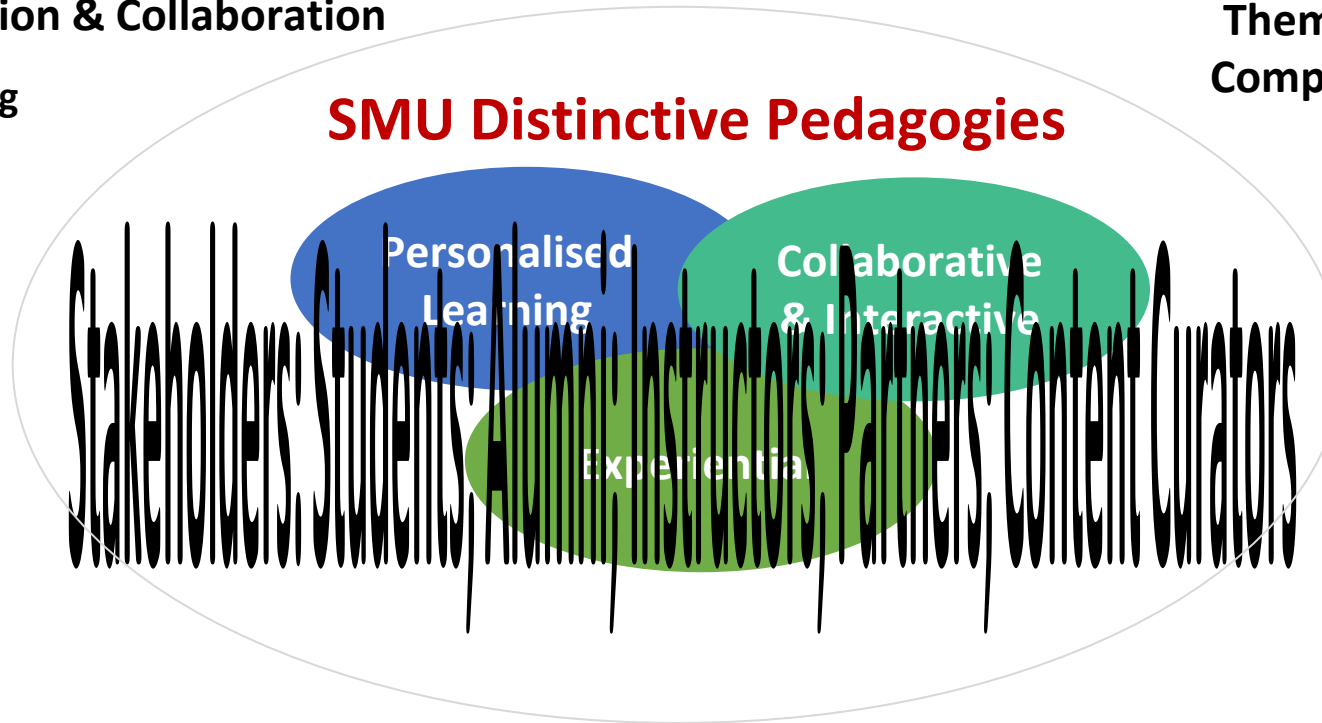 ion & Collaboration
Them
Comp
g
SMU Distinctive Pedagogies
Personalised
Learning
Collaborative
& Interactive
Experiential
Stakeholders: Students; Alumni; Instructors; Partners; Content Curators